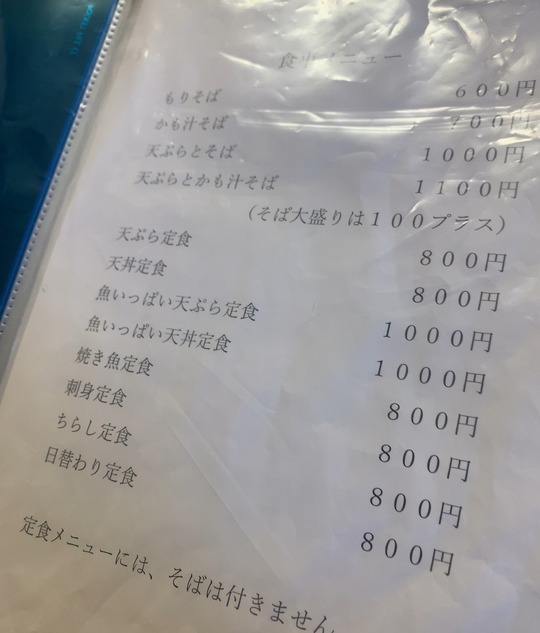 食事メニュー
もりそば 600円
かも汁そば 700円
天ぷらとそば 1000円
天ぷらとかも汁そば 1100円
(そば大盛りは100プラス)
天ぷら定食 800円
天丼定食 800円
魚いっぱい天ぷら定食 1000円
魚いっぱい天丼定食 1000円
焼き魚定食 800円
刺身定食 800円
ちらし定食 800円
日替わり定食 800円
定食メニューには、そばは付きません